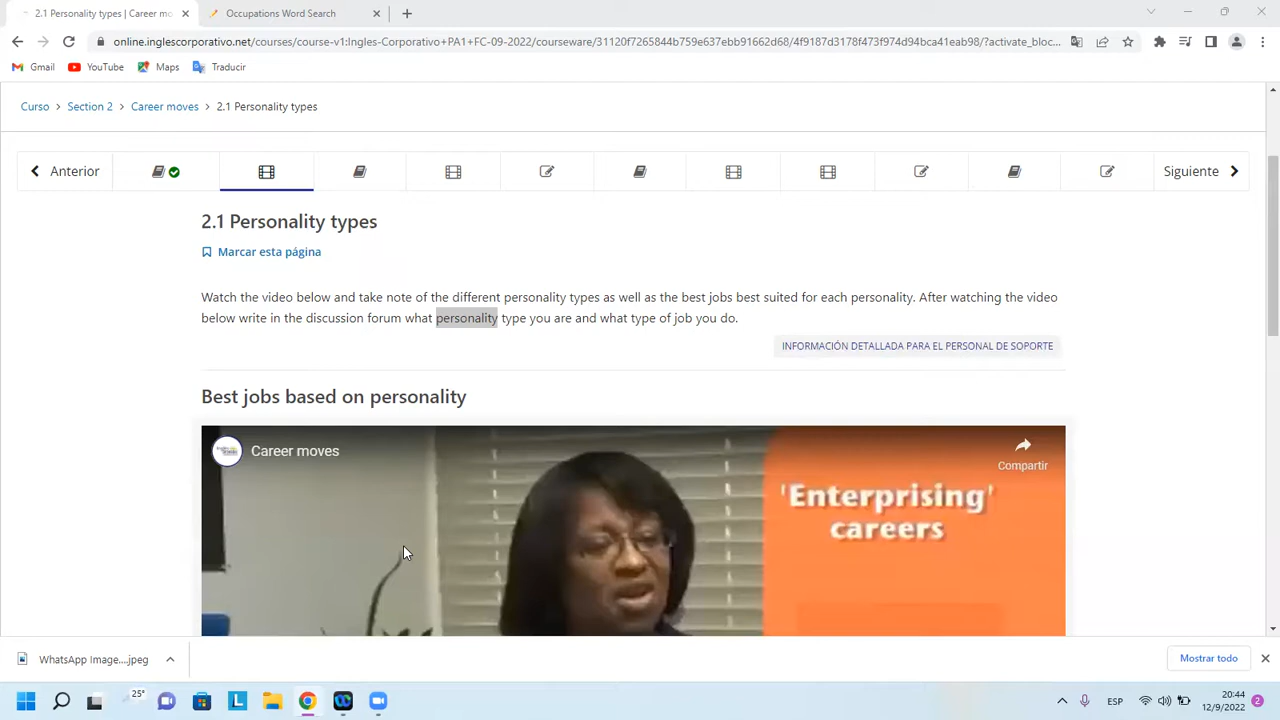 2.1 Personality types | Career mo
Occupations Word Search
online.inglescorporativo.net/courses/course-v1:Ingles-Corporativo+PA1+FC-09-2022/courseware/31120f7265844b759e637ebb91662d68/4f9187d3178f473f974d94bca41eab98/?activate_bloc...
Gmail
YouTube
Maps
Traducir
Curso > Section 2 > Career moves > 2.1 Personality types
Anterior
Siguiente
2.1 Personality types
Marcar esta página
Watch the video below and take note of the different personality types as well as the best jobs best suited for each personality. After watching the video
below write in the discussion forum what personality type you are and what type of job you do.
INFORMACIÓN DETALLADA PARA EL PERSONAL DE SOPORTE
Best jobs based on personality
Career moves
Compartir
'Enterprising'
careers
WhatsApp Image....jpeg
Mostrar todo
25°
L
ESP
20:44
12/9/2022
2